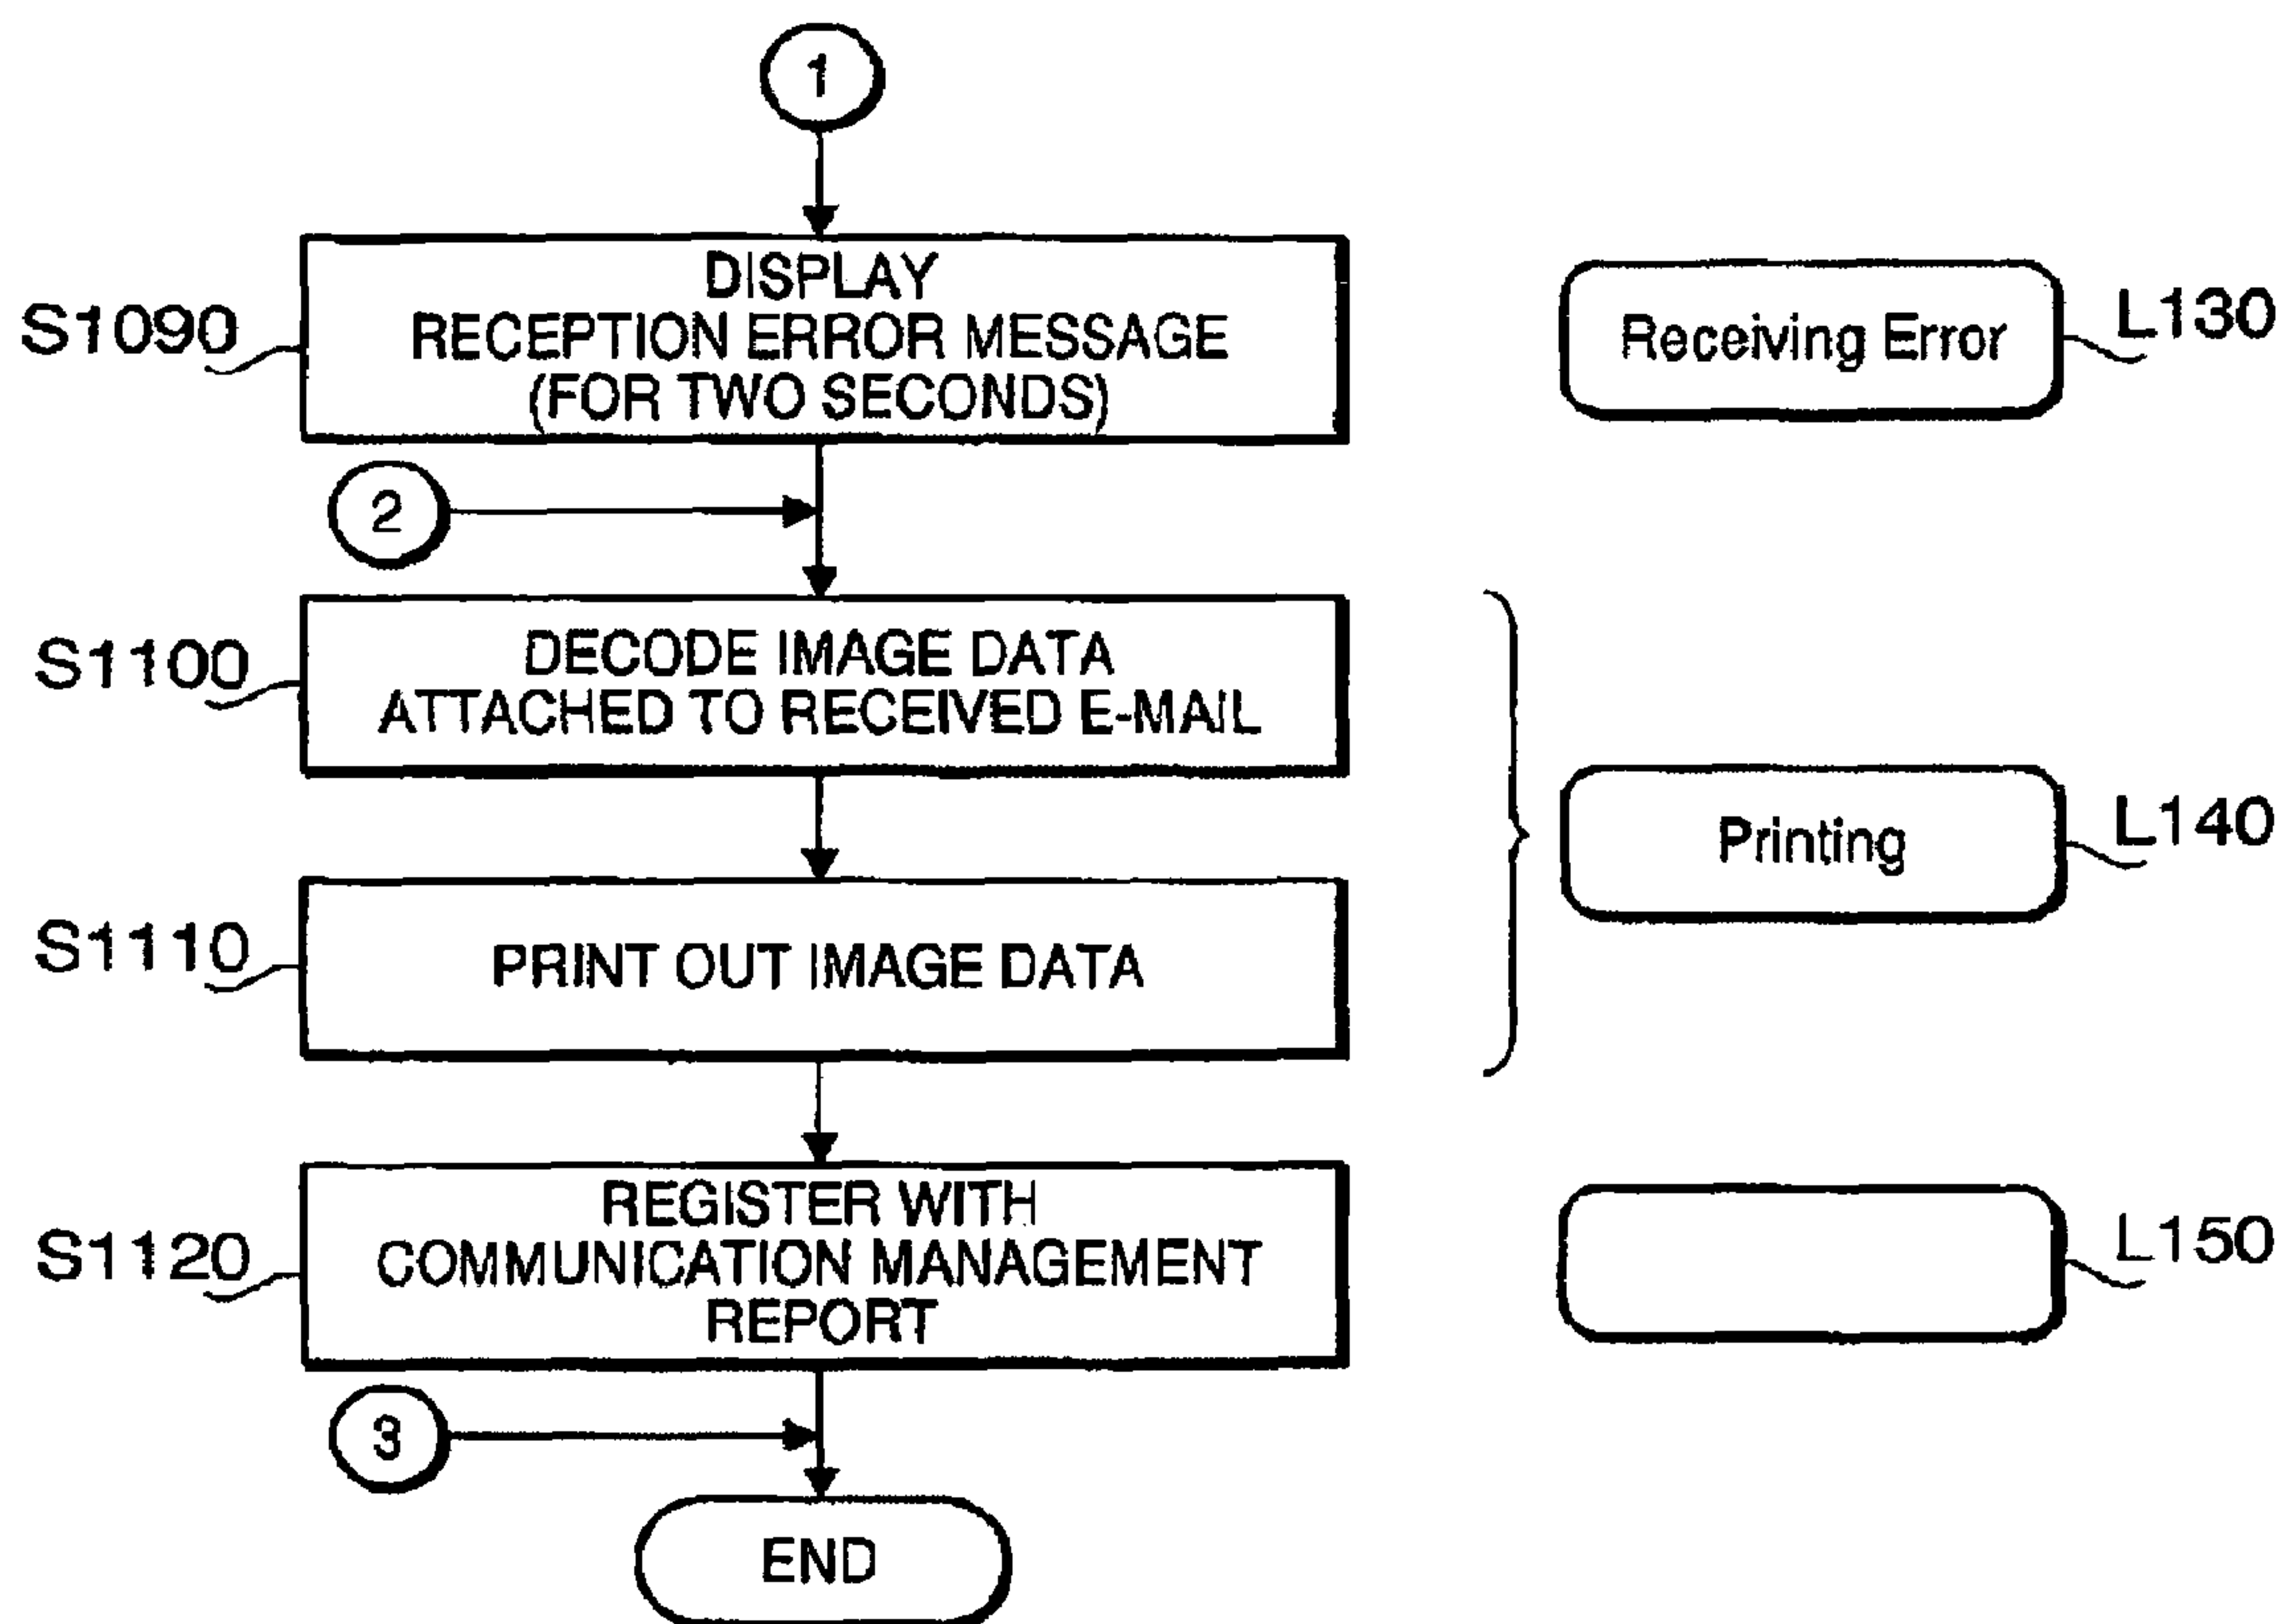 1
S1090
DISPLAY
RECEPTION ERROR MESSAGE
(FOR TWO SECONDS)
Receiving Error
L130
2
S1100
DECODE IMAGE DATA
ATTACHED TO RECEIVED E-MAIL
Printing
L140
S1110
PRINT OUT IMAGE DATA
S1120
REGISTER WITH
COMMUNICATION MANAGEMENT
REPORT
L150
3
END